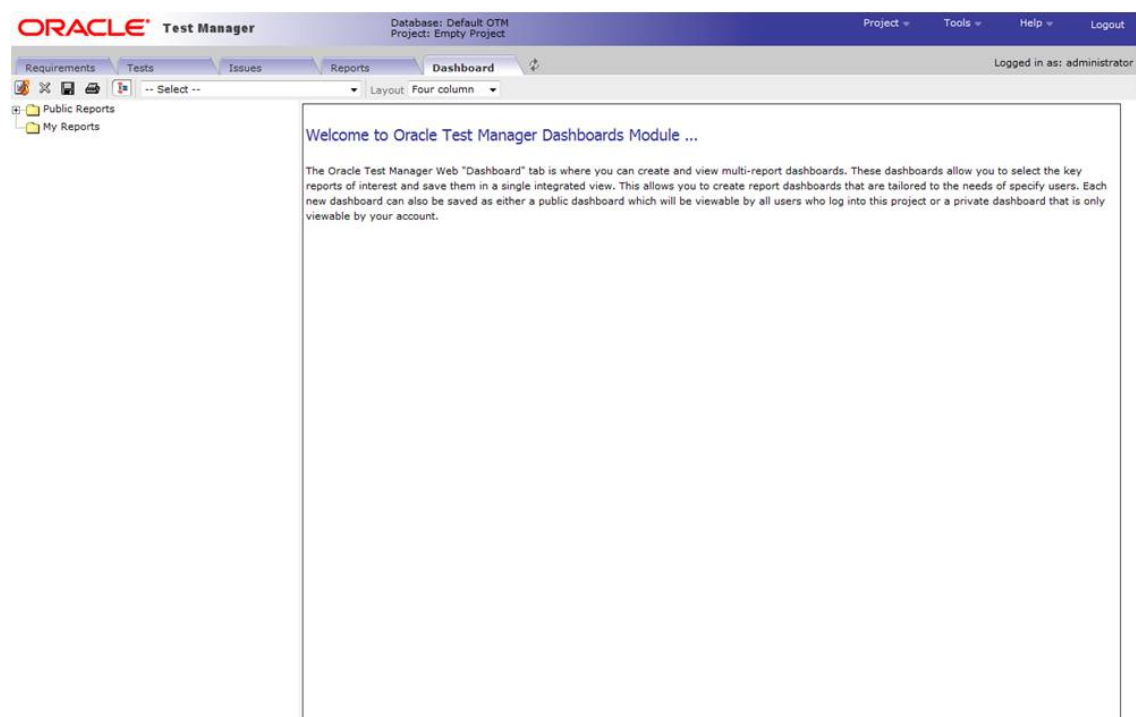 ORACLE Test Manager
Database: Default OTM
Project: Empty Project
Project
Tools
Help
Logout
Requirements
Tests
Issues
Reports
Dashboard
Logged in as: administrator
-- Select --
Layout Four column
Public Reports
My Reports
Welcome to Oracle Test Manager Dashboards Module ...
The Oracle Test Manager Web "Dashboard" tab is where you can create and view multi-report dashboards. These dashboards allow you to select the key
reports of interest and save them in a single integrated view. This allows you to create report dashboards that are tailored to the needs of specify users. Each
new dashboard can also be saved as either a public dashboard which will be viewable by all users who log into this project or a private dashboard that is only
viewable by your account.